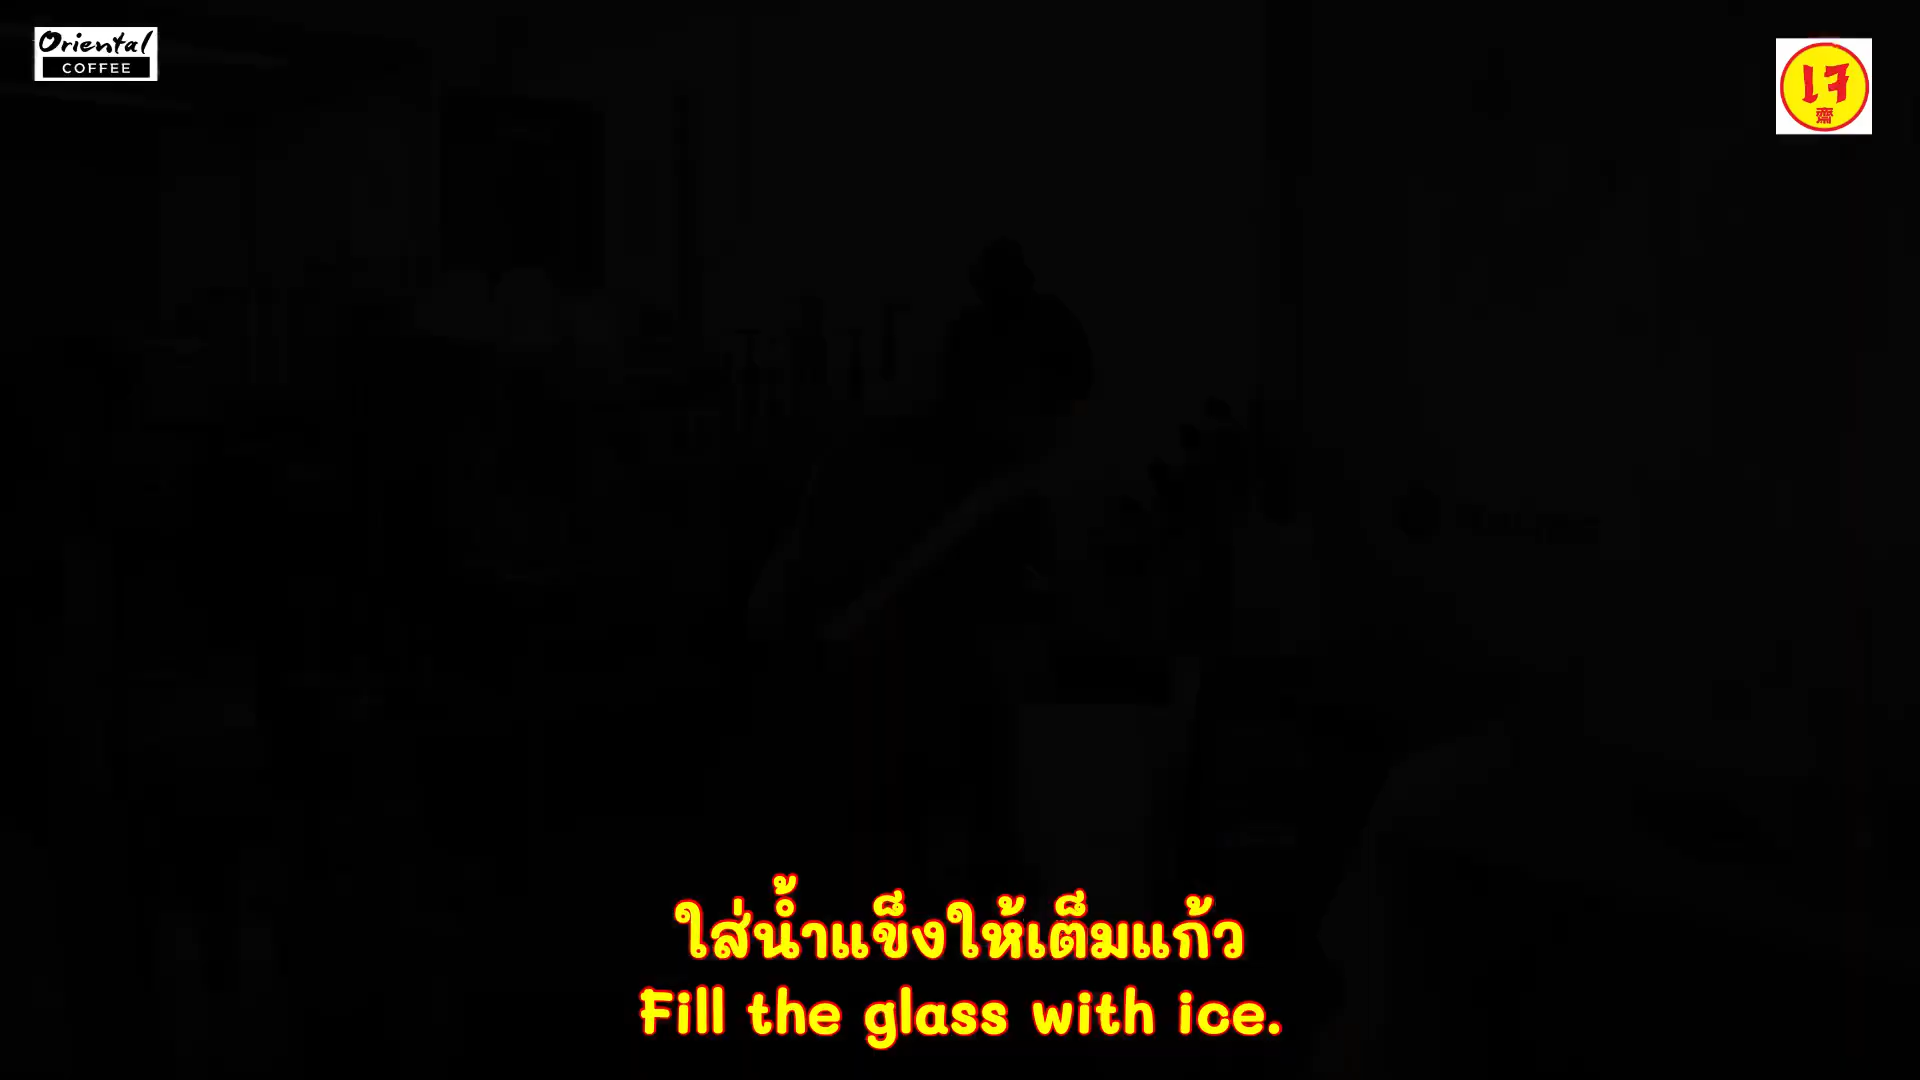 Oriental
COFFEE
เจ
齋
ใส่น้ำแข็งให้เต็มแก้ว
Fill the glass with ice.